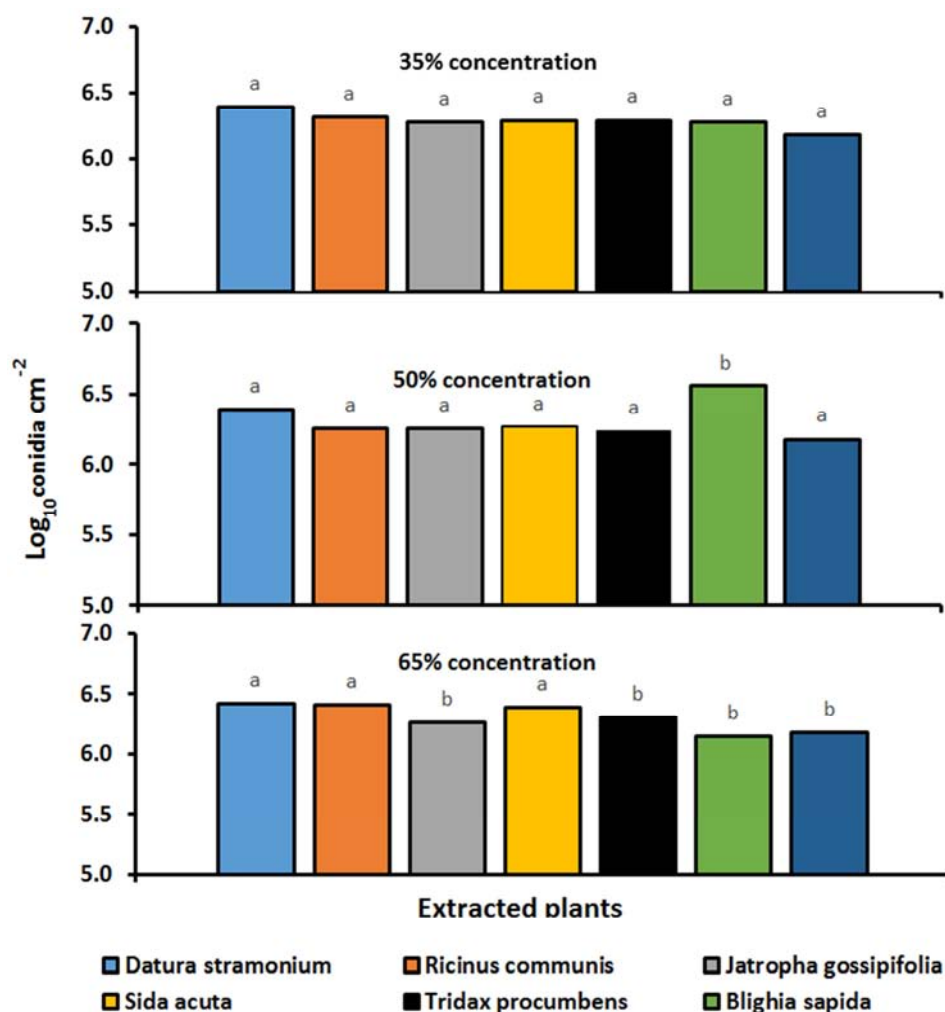 7.0
35% concentration
6.5
a a a a a a a
6.0
5.5
5.0
7.0
50% concentration
b
6.5
a a a a a a
6.0
5.5
5.0
Log₁₀conidia cm⁻²
7.0
65% concentration
a a b a b b b
6.5
6.0
5.5
5.0
Extracted plants
Datura stramonium Ricinus communis Jatropha gossipifolia
Sida acuta Tridax procumbens Blighia sapida